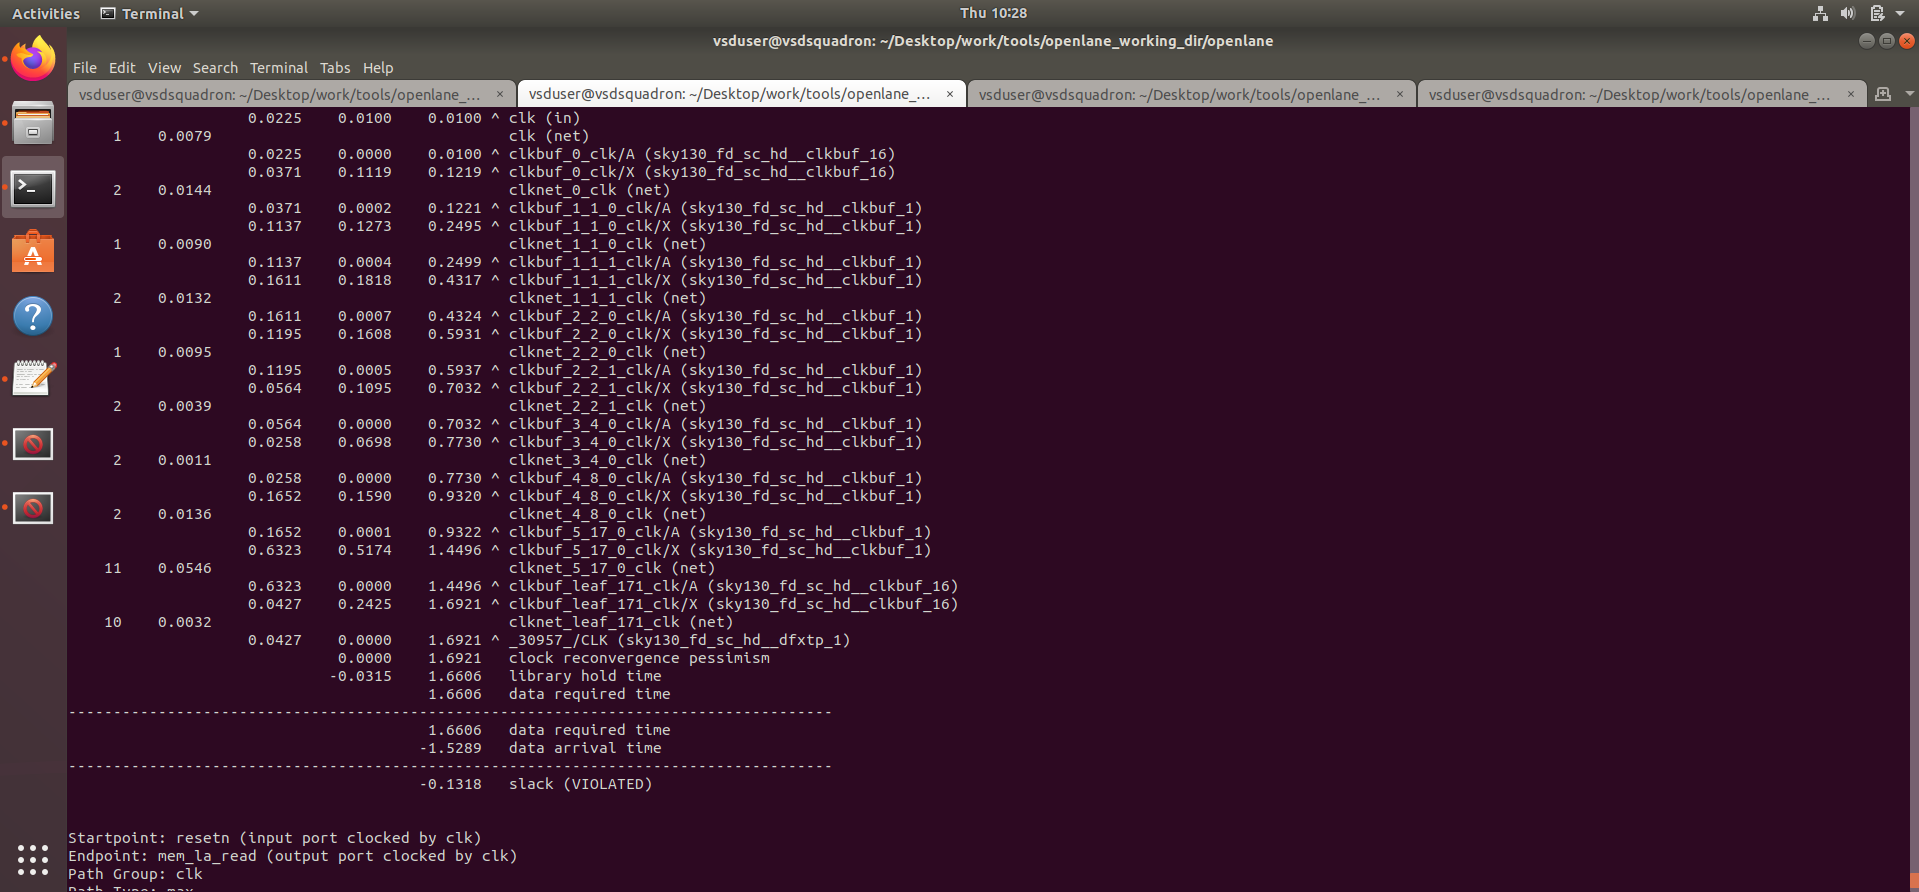 Activities Terminal Thu 10:28
vsduser@vsdsquadron: ~/Desktop/work/tools/openlane_working_dir/openlane
File Edit View Search Terminal Tabs Help
vsduser@vsdsquadron: ~/Desktop/work/tools/openlane_... × vsduser@vsdsquadron: ~/Desktop/work/tools/openlane_... × vsduser@vsdsquadron: ~/Desktop/work/tools/openlane_... × vsduser@vsdsquadron: ~/Desktop/work/tools/openlane_... ×
0.0225 0.0100 0.0100 ^ clk (in)
1 0.0079 clk (net)
0.0225 0.0000 0.0100 ^ clkbuf_0_clk/A (sky130_fd_sc_hd__clkbuf_16)
0.0371 0.1119 0.1219 ^ clkbuf_0_clk/X (sky130_fd_sc_hd__clkbuf_16)
2 0.0144 clknet_0_clk (net)
0.0371 0.0002 0.1221 ^ clkbuf_1_1_0_clk/A (sky130_fd_sc_hd__clkbuf_1)
0.1137 0.1273 0.2495 ^ clkbuf_1_1_0_clk/X (sky130_fd_sc_hd__clkbuf_1)
1 0.0090 clknet_1_1_0_clk (net)
0.1137 0.0004 0.2499 ^ clkbuf_1_1_1_clk/A (sky130_fd_sc_hd__clkbuf_1)
0.1611 0.1818 0.4317 ^ clkbuf_1_1_1_clk/X (sky130_fd_sc_hd__clkbuf_1)
2 0.0132 clknet_1_1_1_clk (net)
0.1611 0.0007 0.4324 ^ clkbuf_2_2_0_clk/A (sky130_fd_sc_hd__clkbuf_1)
0.1195 0.1608 0.5931 ^ clkbuf_2_2_0_clk/X (sky130_fd_sc_hd__clkbuf_1)
1 0.0095 clknet_2_2_0_clk (net)
0.1195 0.0005 0.5937 ^ clkbuf_2_2_1_clk/A (sky130_fd_sc_hd__clkbuf_1)
0.0564 0.1095 0.7032 ^ clkbuf_2_2_1_clk/X (sky130_fd_sc_hd__clkbuf_1)
2 0.0039 clknet_2_2_1_clk (net)
0.0564 0.0000 0.7032 ^ clkbuf_3_4_0_clk/A (sky130_fd_sc_hd__clkbuf_1)
0.0258 0.0698 0.7730 ^ clkbuf_3_4_0_clk/X (sky130_fd_sc_hd__clkbuf_1)
2 0.0011 clknet_3_4_0_clk (net)
0.0258 0.0000 0.7730 ^ clkbuf_4_8_0_clk/A (sky130_fd_sc_hd__clkbuf_1)
0.1652 0.1590 0.9320 ^ clkbuf_4_8_0_clk/X (sky130_fd_sc_hd__clkbuf_1)
2 0.0136 clknet_4_8_0_clk (net)
0.1652 0.0001 0.9322 ^ clkbuf_5_17_0_clk/A (sky130_fd_sc_hd__clkbuf_1)
0.6323 0.5174 1.4496 ^ clkbuf_5_17_0_clk/X (sky130_fd_sc_hd__clkbuf_1)
11 0.0546 clknet_5_17_0_clk (net)
0.6323 0.0000 1.4496 ^ clkbuf_leaf_171_clk/A (sky130_fd_sc_hd__clkbuf_16)
0.0427 0.2425 1.6921 ^ clkbuf_leaf_171_clk/X (sky130_fd_sc_hd__clkbuf_16)
10 0.0032 clknet_leaf_171_clk (net)
0.0427 0.0000 1.6921 ^ _30957_/CLK (sky130_fd_sc_hd__dfxtp_1)
0.0000 1.6921 clock reconvergence pessimism
-0.0315 1.6606 library hold time
1.6606 data required time
-------------------------------------------------------------------------------------
1.6606 data required time
-1.5289 data arrival time
-------------------------------------------------------------------------------------
-0.1318 slack (VIOLATED)
Startpoint: resetn (input port clocked by clk)
Endpoint: mem_la_read (output port clocked by clk)
Path Group: clk
Path Type: max